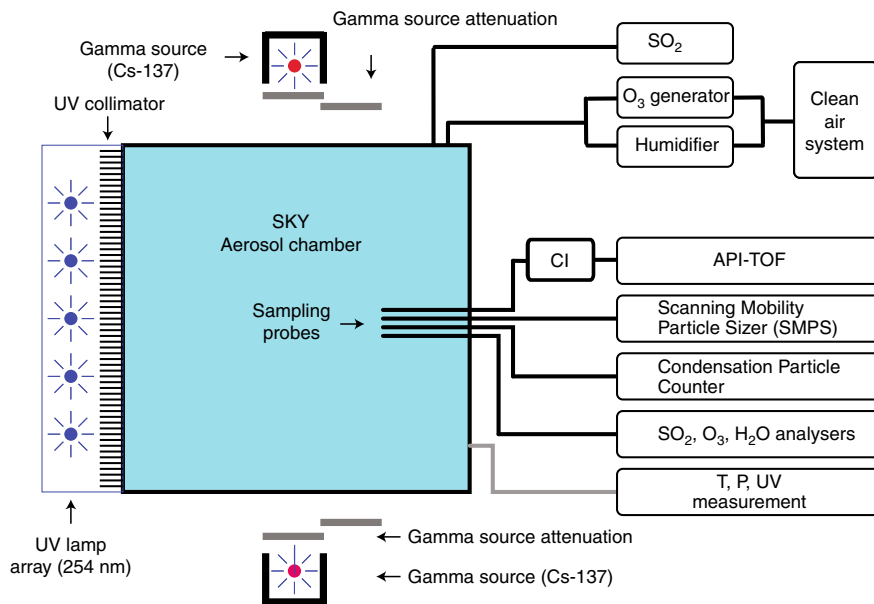 Gamma source attenuation
Gamma source
(Cs-137)
UV collimator
SO₂
O₃ generator
Humidifier
Clean
air
system
SKY
Aerosol chamber
Sampling
probes
CI
API-TOF
Scanning Mobility
Particle Sizer (SMPS)
Condensation Particle
Counter
SO₂, O₃, H₂O analysers
T, P, UV
measurement
UV lamp
array (254 nm)
Gamma source attenuation
Gamma source (Cs-137)